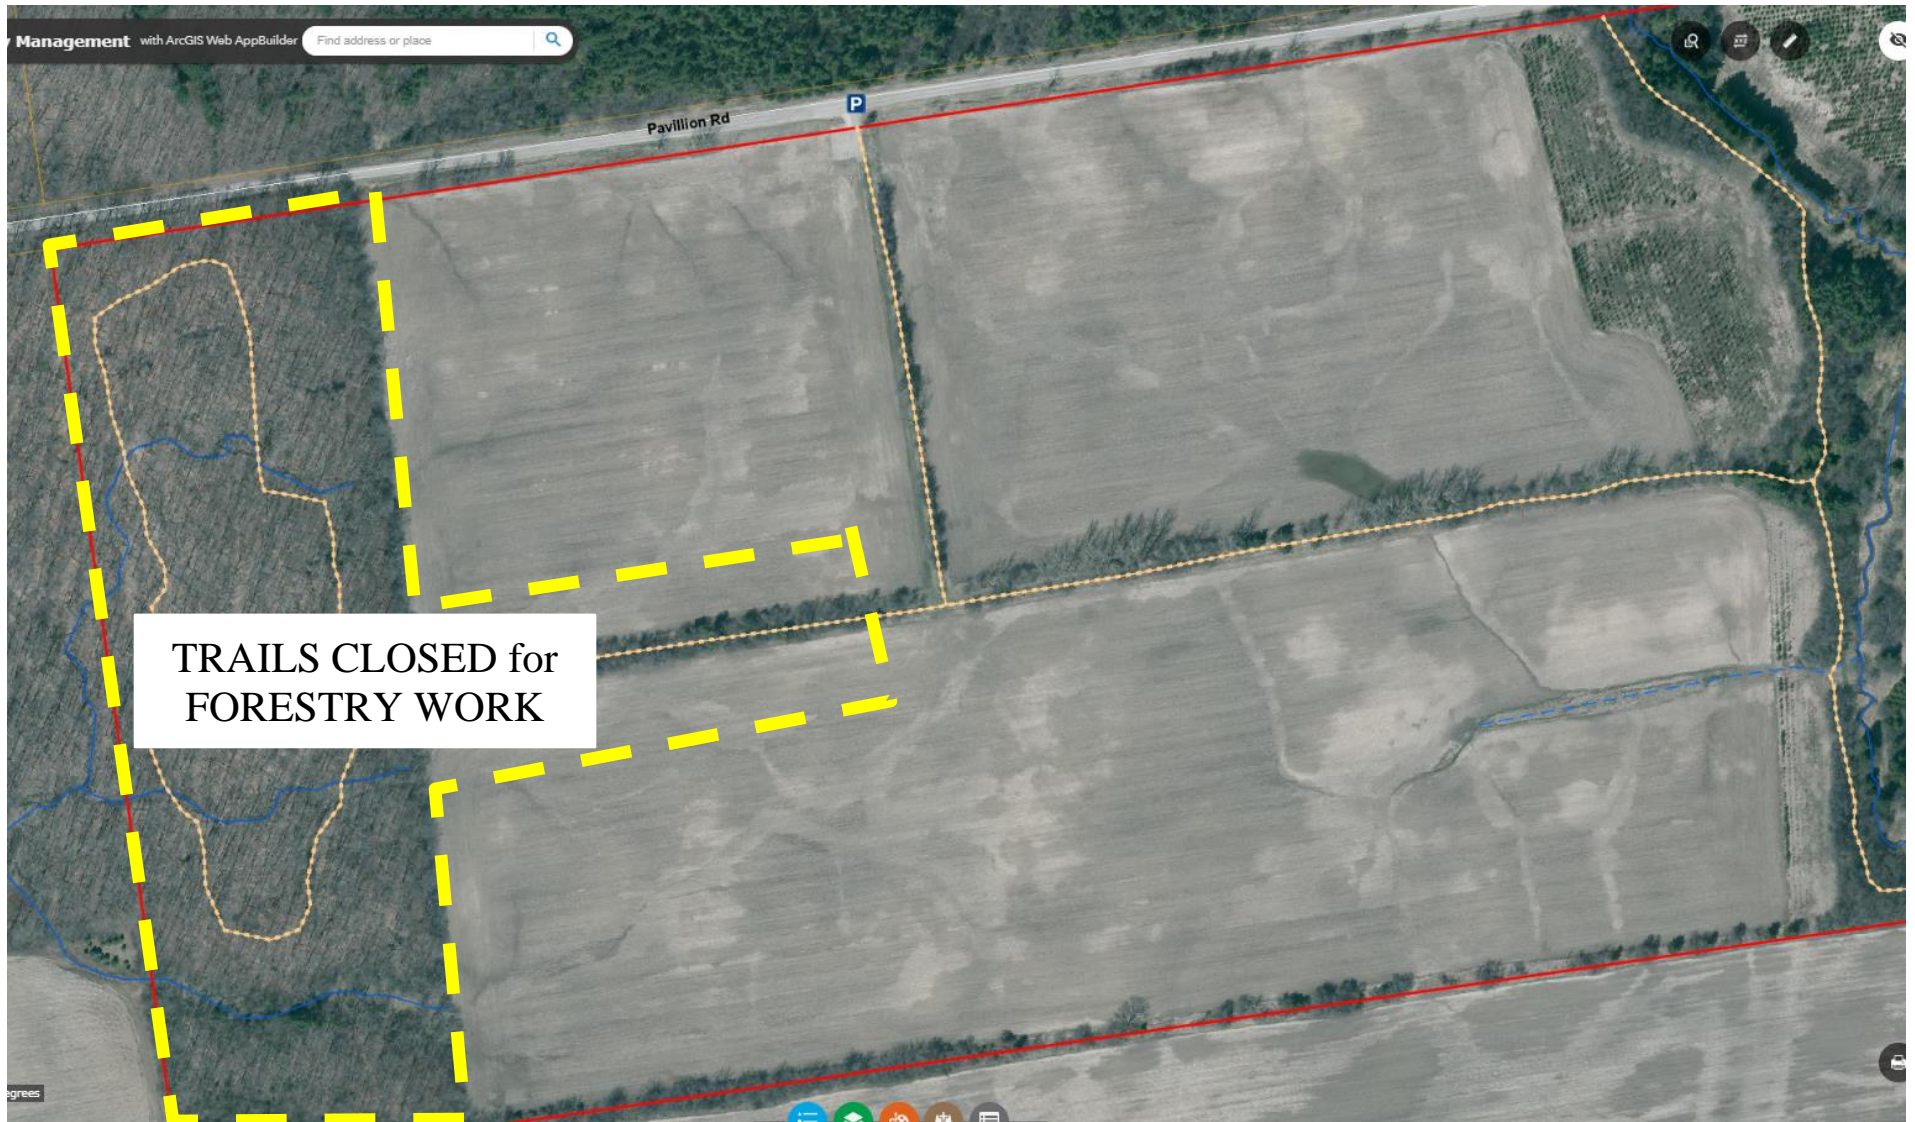 Management with ArcGIS Web AppBuilder
Find address or place
P
Pavillion Rd
TRAILS CLOSED for
FORESTRY WORK
egrees